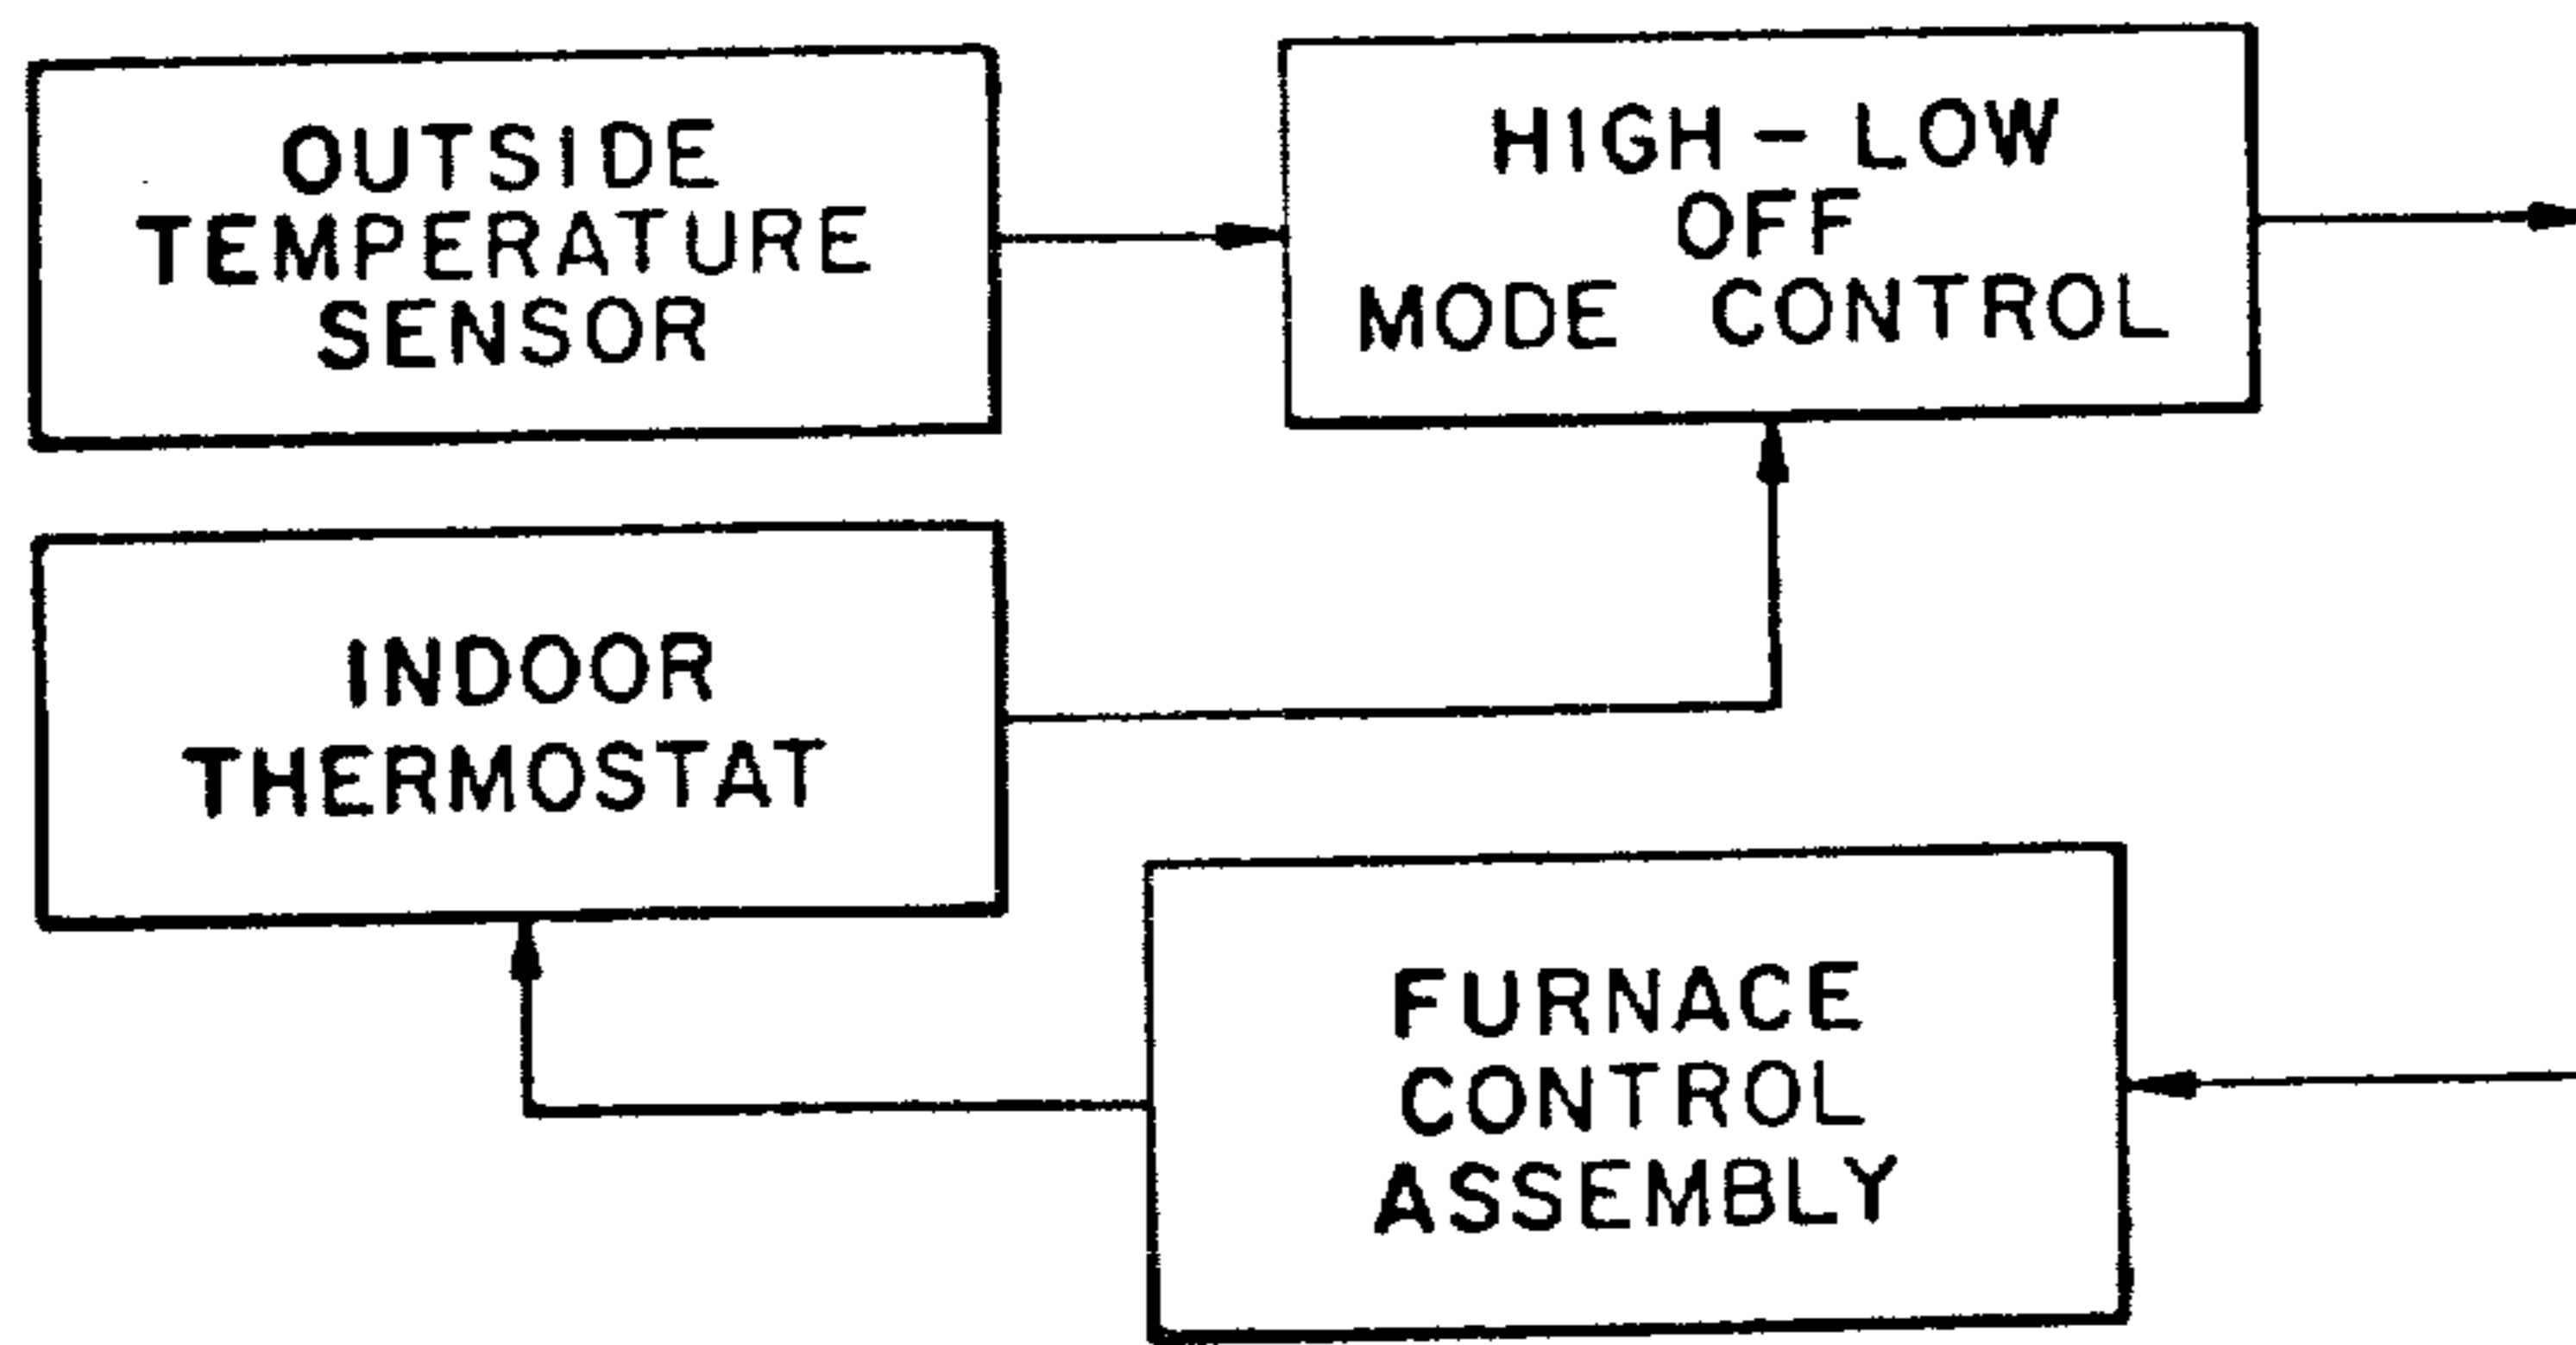 OUTSIDE
TEMPERATURE
SENSOR
HIGH - LOW
OFF
MODE CONTROL
INDOOR
THERMOSTAT
FURNACE
CONTROL
ASSEMBLY